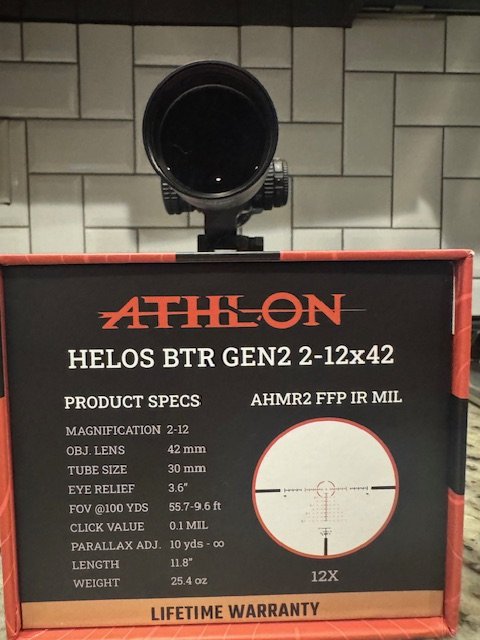 ATHLON
HELOS BTR GEN2 2-12x42
PRODUCT SPECS
MAGNIFICATION 2-12
OBJ. LENS 42 mm
TUBE SIZE 30 mm
EYE RELIEF 3.6"
FOV @100 YDS 55.7-9.6 ft
CLICK VALUE 0.1 MIL
PARALLAX ADJ. 10 yds - ∞
LENGTH 11.8"
WEIGHT 25.4 oz
AHMR2 FFP IR MIL
12X
LIFETIME WARRANTY